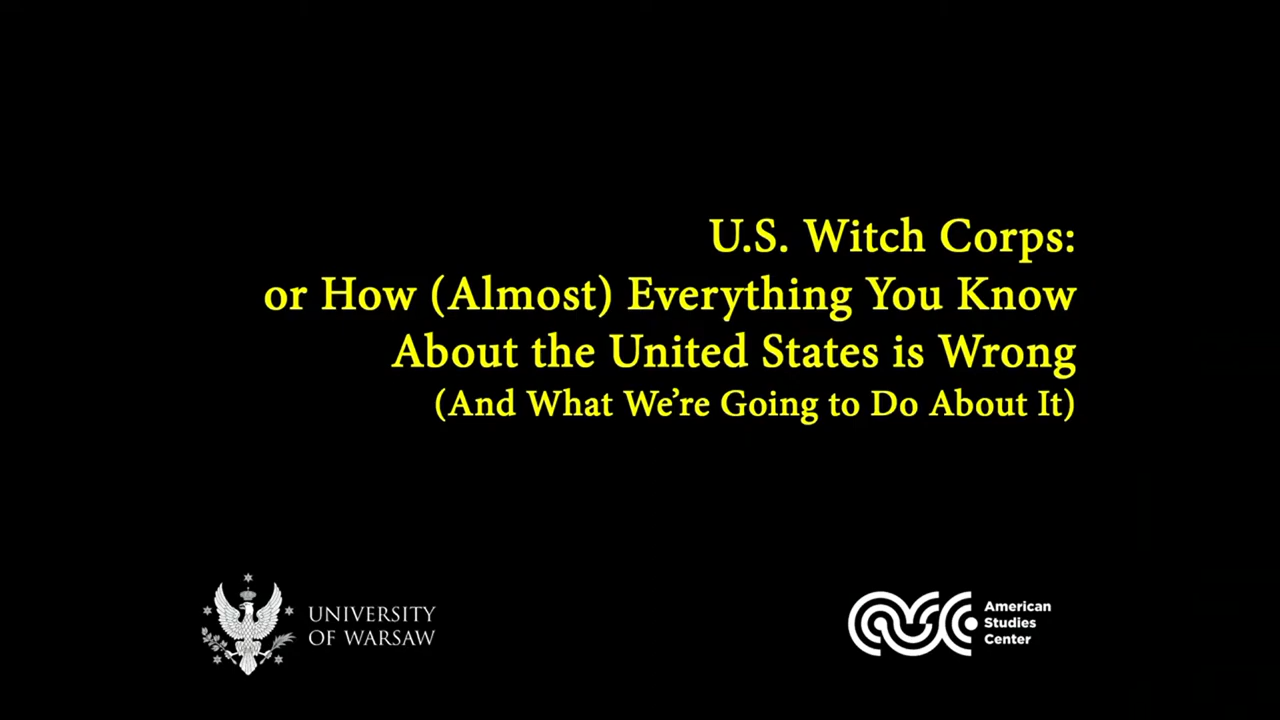 U.S. Witch Corps:
or How (Almost) Everything You Know
About the United States is Wrong
(And What We’re Going to Do About It)
UNIVERSITY
OF WARSAW
American
Studies
Center